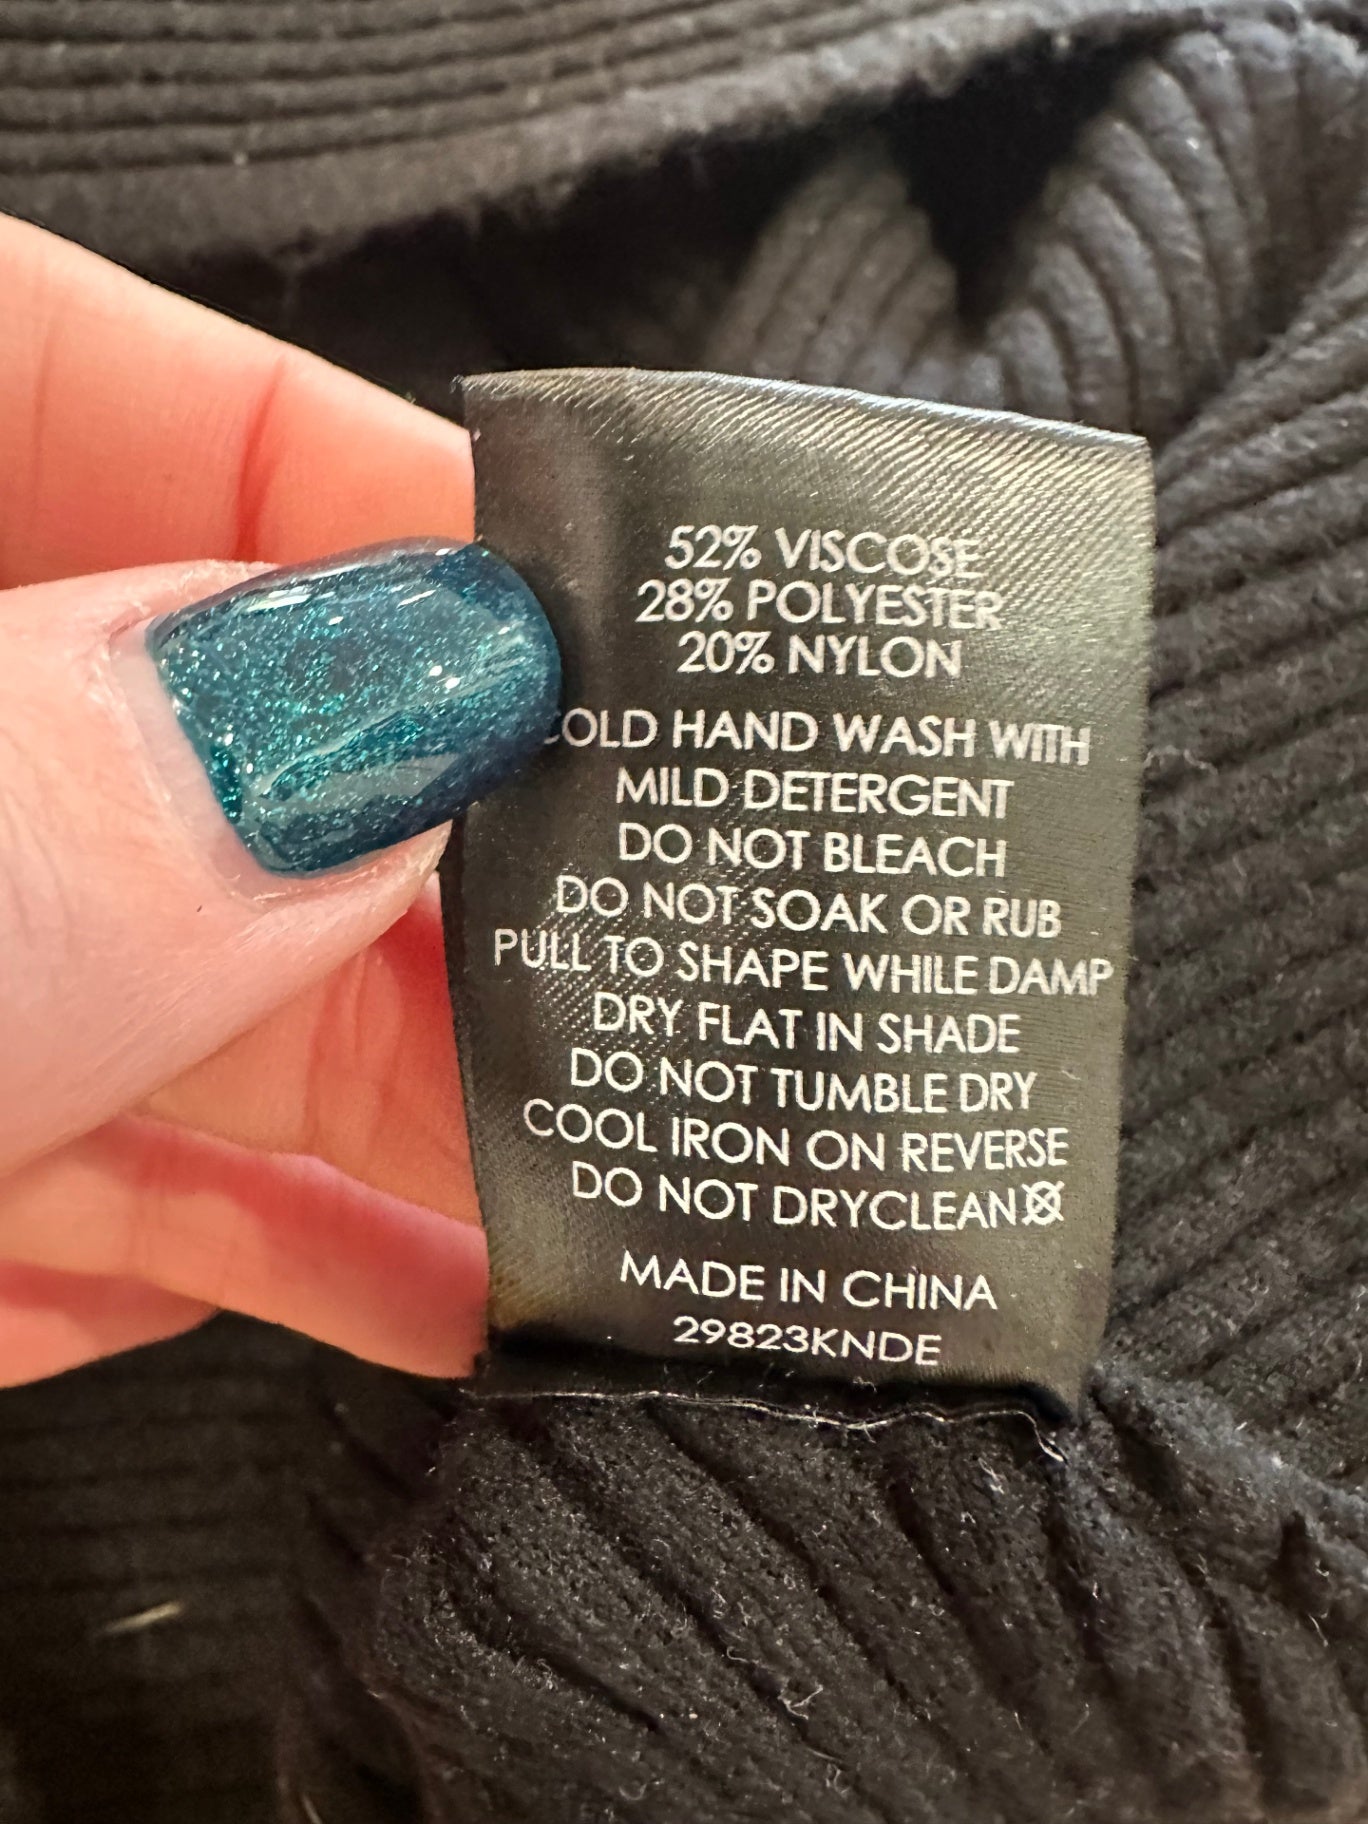 52% VISCOSE
28% POLYESTER
20% NYLON
COLD HAND WASH WITH
MILD DETERGENT
DO NOT BLEACH
DO NOT SOAK OR RUB
PULL TO SHAPE WHILE DAMP
DRY FLAT IN SHADE
DO NOT TUMBLE DRY
COOL IRON ON REVERSE
DO NOT DRYCLEAN
MADE IN CHINA
29823KNDE